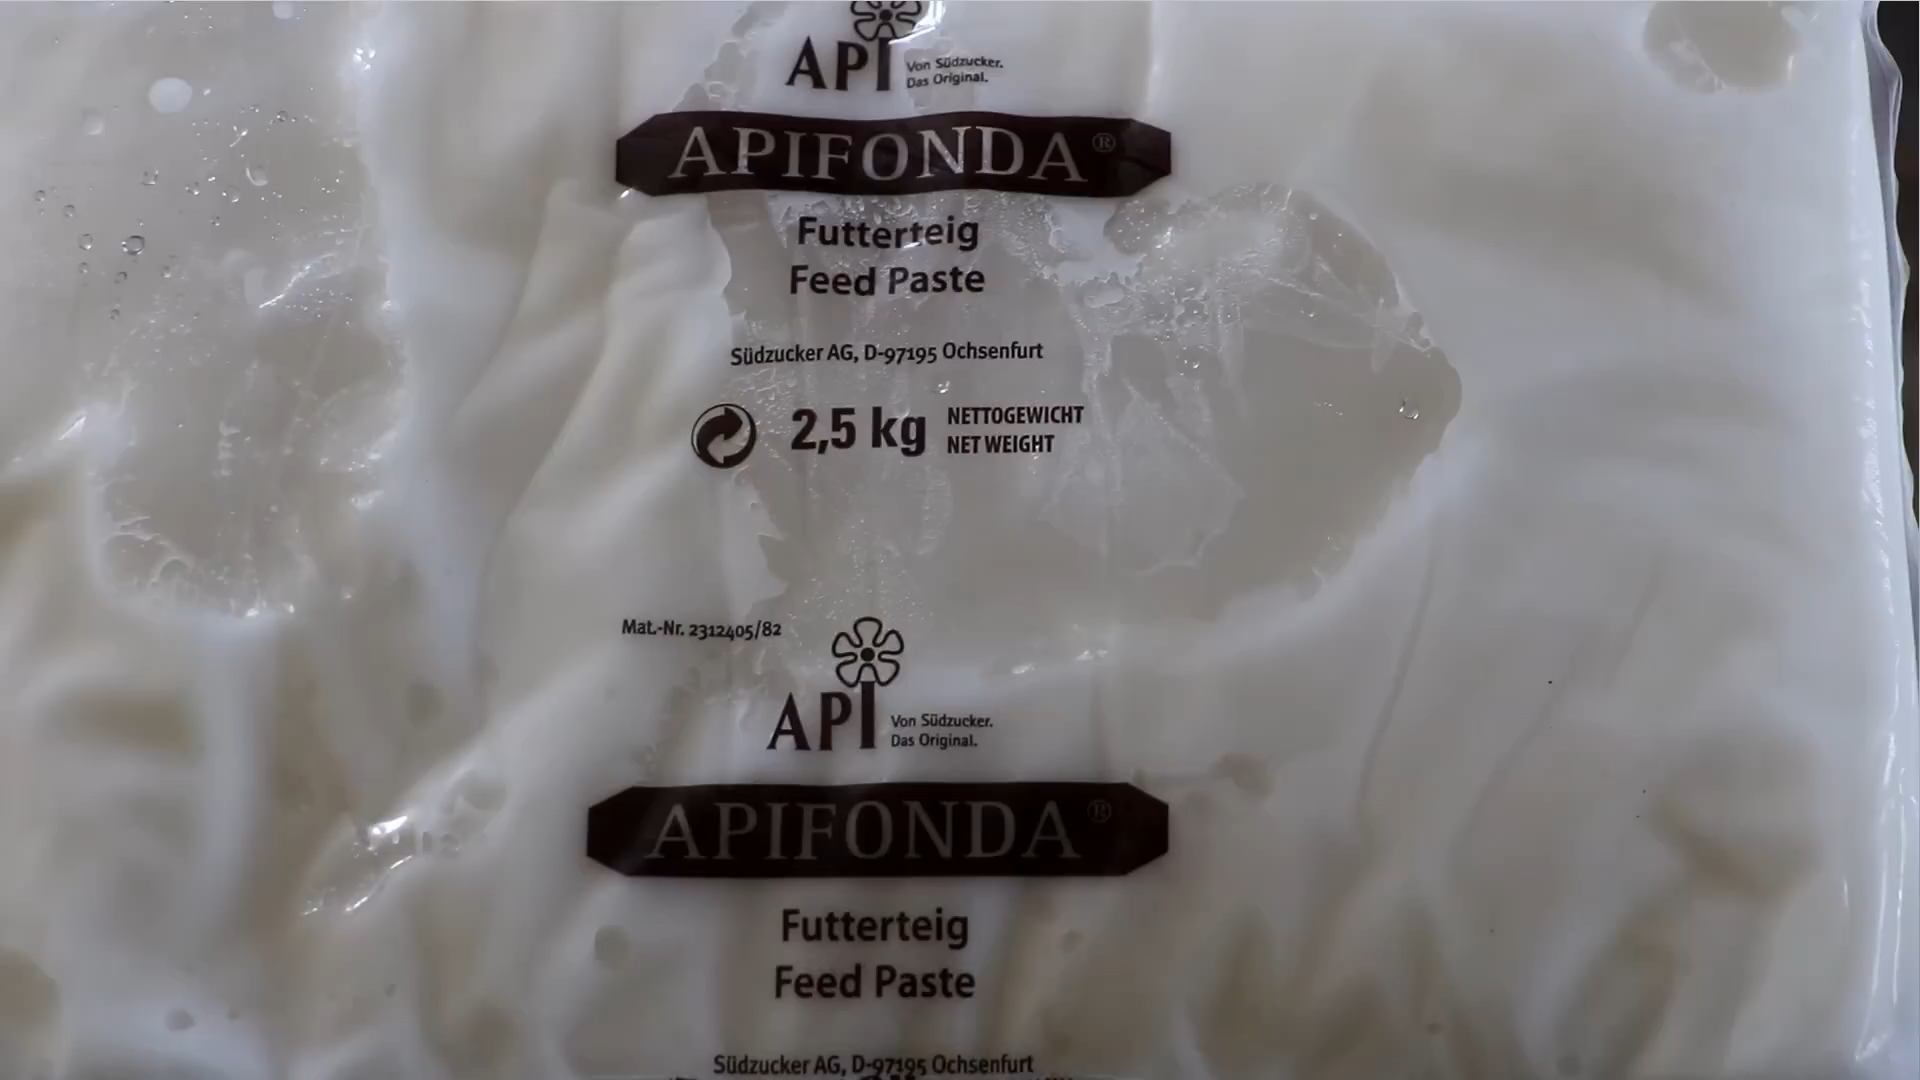 API Von Südzucker.
Das Original.
APIFONDA®
Futterteig
Feed Paste
Südzucker AG, D-97195 Ochsenfurt
2,5 kg NETTOGEWICHT
NET WEIGHT
Mat.-Nr. 2312405/82
API Von Südzucker.
Das Original.
APIFONDA®
Futterteig
Feed Paste
Südzucker AG, D-97195 Ochsenfurt